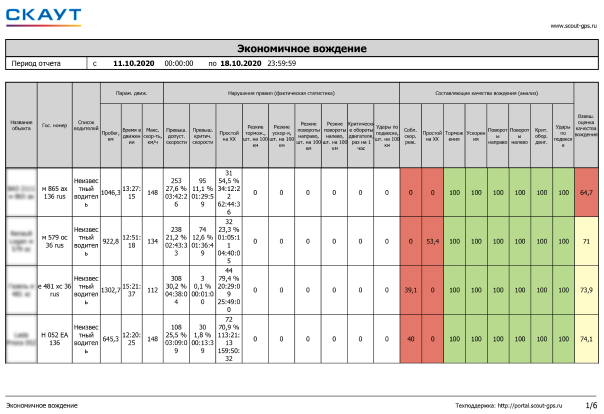 СКАУТ
www.scout-gps.ru
Экономичное вождение
Период отчета с 11.10.2020 00:00:00 по 18.10.2020 23:59:59
Название объекта
Гос. номер
Список водителей
Парам. движ.
Нарушения правил (фактическая статистика)
Составляющие качества вождения (анализ)
Взвеш. оценка качества вождения
Пробег, км
Время в движении
Макс. скор-ть, км/ч
Превыш. допуст. скорости
Превыш. критич. скорости
Простой на ХХ
Резкие тормож., шт. на 100 км
Резкие ускор-я, шт. на 100 км
Резкие повороты направо, шт. на 100 км
Резкие повороты налево, шт. на 100 км
Критические обороты двигателя, раз на 1 час
Удары по подвеске, шт. на 100 км
Собл. скор. реж.
Простой на ХХ
Торможение
Ускорения
Повороты направо
Повороты налево
Крит. обор. двиг.
Удары по подвеске
м 865 ах 136 rus
Неизвестный водитель
1046,3
13:27:15
148
253 27,6 % 03:42:26
95 11,1 % 01:29:59
31 54,5 % 34:12:22 62:44:36
0 0 0 0 0 0
0 0 100 100 100 100 100 100
64,7
м 579 ос 36 rus
Неизвестный водитель
922,8
12:51:18
134
238 21,2 % 02:43:33
74 12,6 % 01:36:49
32 23,3 % 01:05:11 04:40:05
0 0 0 0 0 0
0 53,4 100 100 100 100 100 100
71
е 481 хс 36 rus
Неизвестный водитель
1302,7
15:21:37
112
308 30,2 % 04:38:04
3 0,1 % 00:01:00
44 79,4 % 20:29:09 25:49:00
0 0 0 0 0 0
39,1 0 100 100 100 100 100 100
73,9
Н 052 ЕА 136
Неизвестный водитель
645,3
12:20:25
148
108 25,5 % 03:09:09
30 1,8 % 00:13:39
72 70,9 % 113:21:13 159:50:32
0 0 0 0 0 0
40 0 100 100 100 100 100 100
74,1
Экономичное вождение
Техподдержка: http://portal.scout-gps.ru
1/6